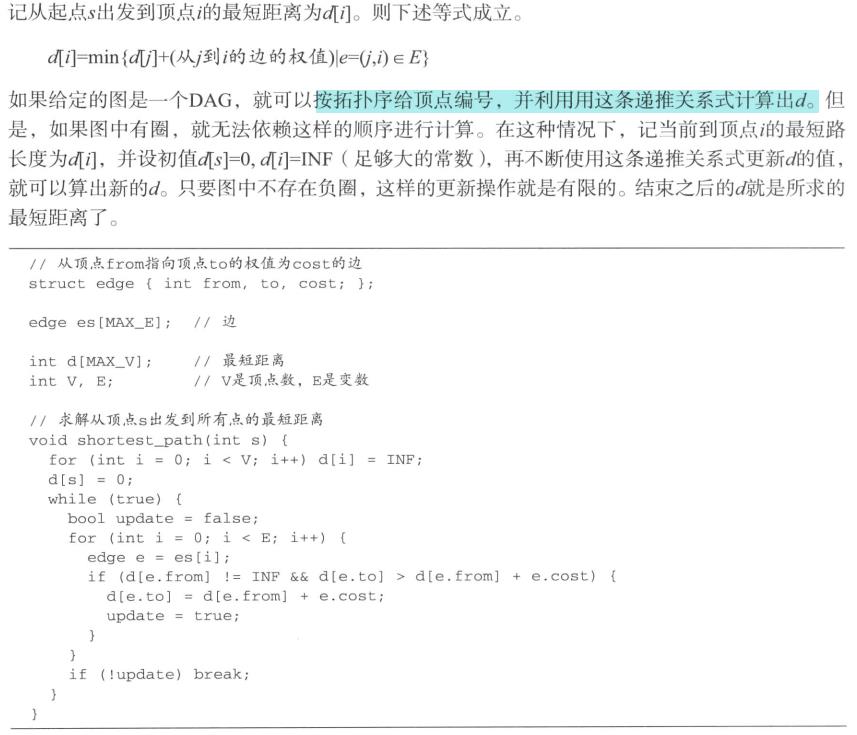 记从起点s出发到顶点i的最短距离为d[i]。则下述等式成立。
d[i]=min{d[j]+(从j到i的边的权值)|e=(j,i)∈E}
如果给定的图是一个DAG，就可以按拓扑序给顶点编号，并利用用这条递推关系式计算出d。但
是，如果图中有圈，就无法依赖这样的顺序进行计算。在这种情况下，记当前到顶点i的最短路
长度为d[i]，并设初值d[s]=0, d[i]=INF（足够大的常数），再不断使用这条递推关系式更新d的值，
就可以算出新的d。只要图中不存在负圈，这样的更新操作就是有限的。结束之后的d就是所求的
最短距离了。
// 从顶点from指向顶点to的权值为cost的边
struct edge { int from, to, cost; };
edge es[MAX_E];  // 边
int d[MAX_V];    // 最短距离
int V, E;        // V是顶点数，E是变数
// 求解从顶点s出发到所有点的最短距离
void shortest_path(int s) {
  for (int i = 0; i < V; i++) d[i] = INF;
  d[s] = 0;
  while (true) {
    bool update = false;
    for (int i = 0; i < E; i++) {
      edge e = es[i];
      if (d[e.from] != INF && d[e.to] > d[e.from] + e.cost) {
        d[e.to] = d[e.from] + e.cost;
        update = true;
      }
    }
    if (!update) break;
  }
}